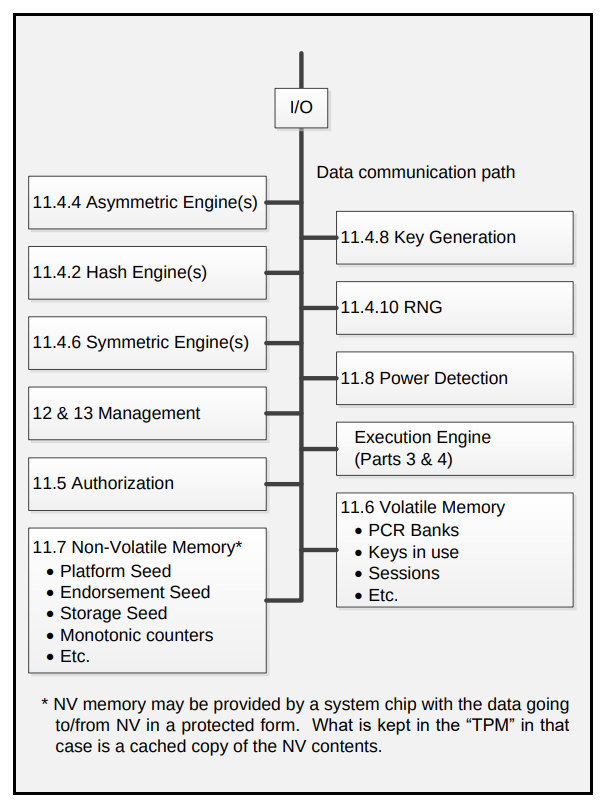 I/O
Data communication path
11.4.4 Asymmetric Engine(s)
11.4.8 Key Generation
11.4.2 Hash Engine(s)
11.4.10 RNG
11.4.6 Symmetric Engine(s)
11.8 Power Detection
12 & 13 Management
Execution Engine
(Parts 3 & 4)
11.5 Authorization
11.6 Volatile Memory
• PCR Banks
• Keys in use
• Sessions
• Etc.
11.7 Non-Volatile Memory*
• Platform Seed
• Endorsement Seed
• Storage Seed
• Monotonic counters
• Etc.
* NV memory may be provided by a system chip with the data going
to/from NV in a protected form. What is kept in the “TPM” in that
case is a cached copy of the NV contents.